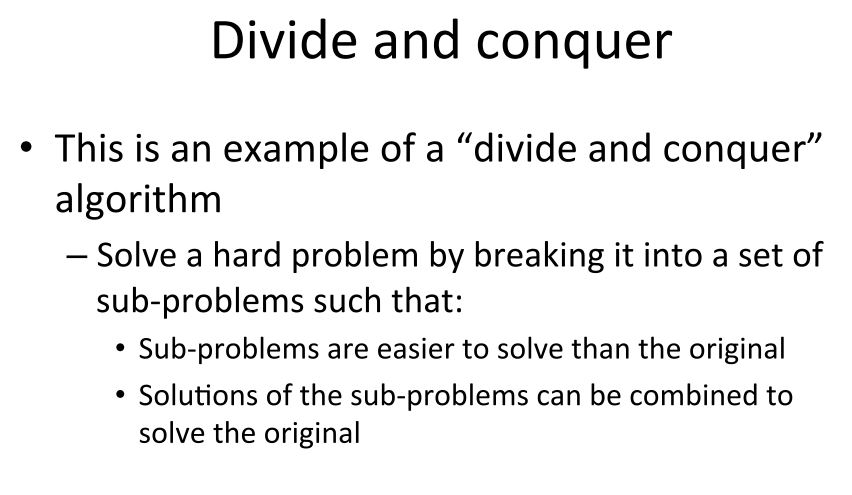 Divide and conquer
• This is an example of a “divide and conquer”
algorithm
– Solve a hard problem by breaking it into a set of
sub-problems such that:
• Sub-problems are easier to solve than the original
• Solutions of the sub-problems can be combined to
solve the original